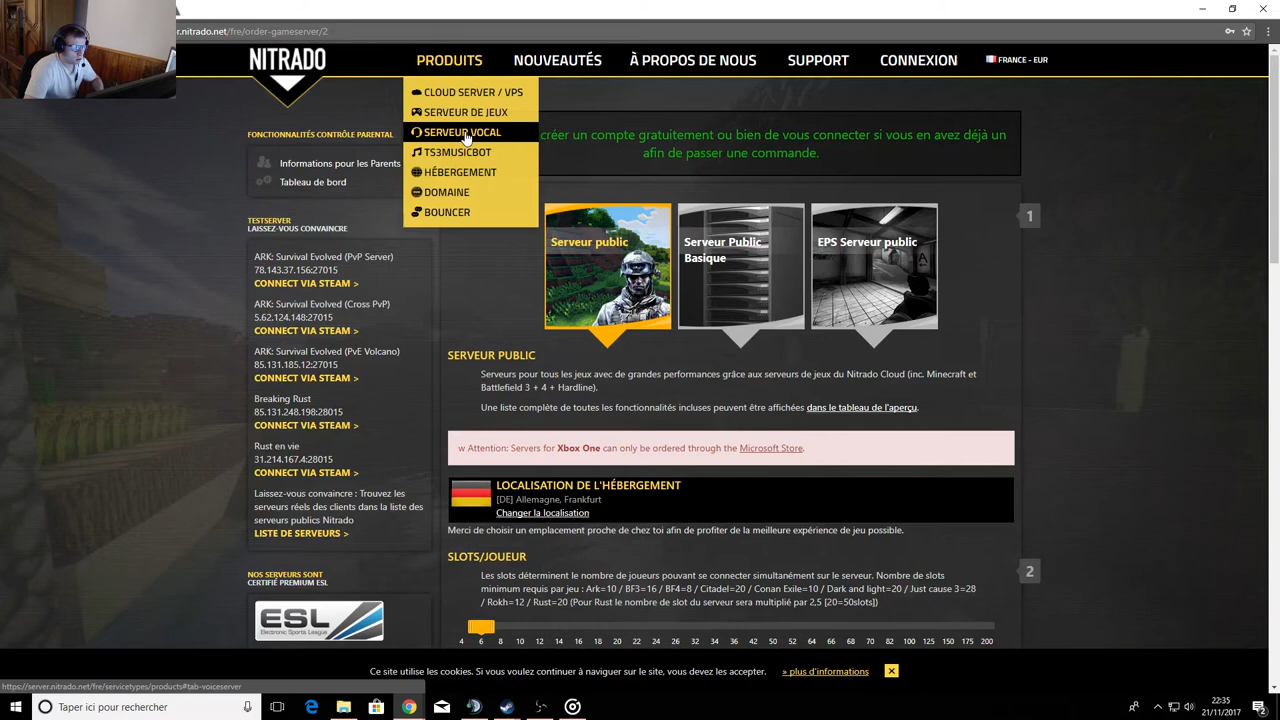 r.nitrado.net/fre/order-gameserver/2
NITRADO
PRODUITS
NOUVEAUTÉS
À PROPOS DE NOUS
SUPPORT
CONNEXION
FRANCE - EUR
CLOUD SERVER / VPS
SERVEUR DE JEUX
SERVEUR VOCAL
TS3MUSICBOT
HÉBERGEMENT
DOMAINE
BOUNCER
créer un compte gratuitement ou bien de vous connecter si vous en avez déjà un
afin de passer une commande.
FONCTIONNALITÉS CONTRÔLE PARENTAL
Informations pour les Parents
Tableau de bord
TESTSERVER
LAISSEZ-VOUS CONVAINCRE
ARK: Survival Evolved (PvP Server)
78.143.37.156:27015
CONNECT VIA STEAM >
ARK: Survival Evolved (Cross PvP)
5.62.124.148:27015
CONNECT VIA STEAM >
ARK: Survival Evolved (PvE Volcano)
85.131.185.12:27015
CONNECT VIA STEAM >
Breaking Rust
85.131.248.198:28015
CONNECT VIA STEAM >
Rust en vie
31.214.167.4:28015
CONNECT VIA STEAM >
Laissez-vous convaincre : Trouvez les
serveurs réels des clients dans la liste des
serveurs publics Nitrado
LISTE DE SERVEURS >
NOS SERVEURS SONT
CERTIFIÉ PREMIUM ESL
ESL
Electronic Sports League
1
Serveur public
Serveur Public
Basique
EPS Serveur public
SERVEUR PUBLIC
Serveurs pour tous les jeux avec de grandes performances grâce aux serveurs de jeux du Nitrado Cloud (inc. Minecraft et
Battlefield 3 + 4 + Hardline).
Une liste complète de toutes les fonctionnalités incluses peuvent être affichées dans le tableau de l'aperçu.
w Attention: Servers for Xbox One can only be ordered through the Microsoft Store.
LOCALISATION DE L'HÉBERGEMENT
[DE] Allemagne, Frankfurt
Changer la localisation
Merci de choisir un emplacement proche de chez toi afin de profiter de la meilleure expérience de jeu possible.
SLOTS/JOUEUR
2
Les slots déterminent le nombre de joueurs pouvant se connecter simultanément sur le serveur. Nombre de slots
minimum requis par jeu : Ark=10 / BF3=16 / BF4=8 / Citadel=20 / Conan Exile=10 / Dark and light=20 / Just cause 3=28
/ Rokh=12 / Rust=20 (Pour Rust le nombre de slot du serveur sera multiplié par 2,5 [20=50slots])
4 6 8 10 12 14 16 18 20 22 24 26 28 30 32 34 36 38 40 42 44 46 48 50 52 64 72 78 82 100 125 150 175 200
Ce site utilise les cookies. Si vous continuez à naviguer sur le site, vous devez les accepter.
» plus d'informations
https://server.nitrado.net/fre/servicetypes/products#tab-voiceserver
Taper ici pour rechercher
22:35
21/11/2017
2